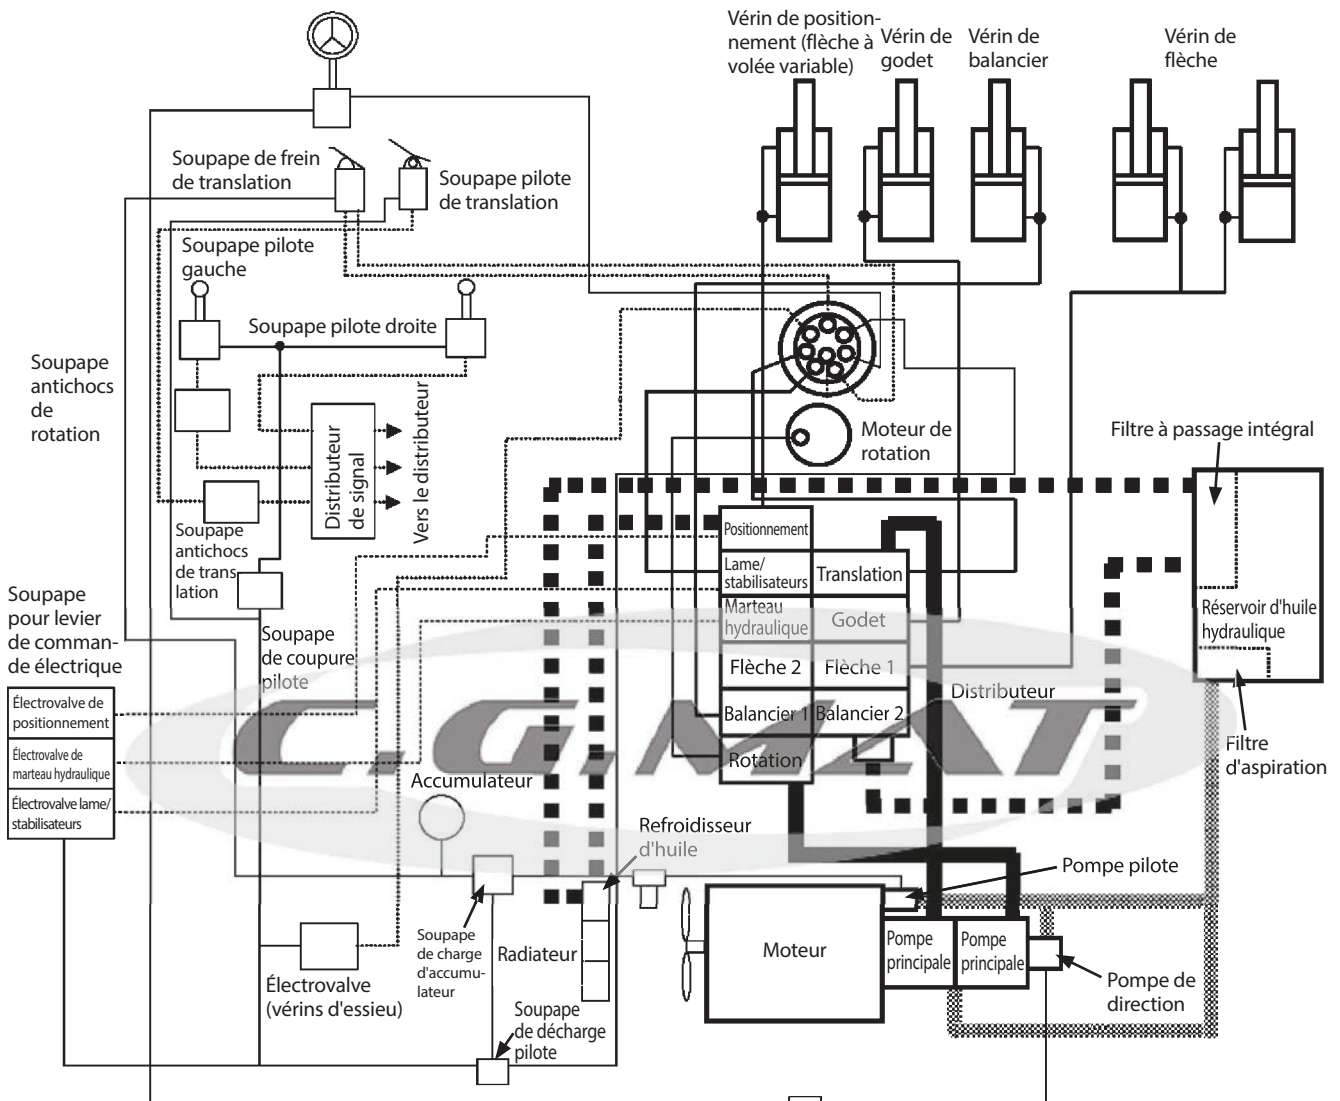 Vérin de position-
nement (flèche à
volée variable)
Vérin de
godet
Vérin de
balancier
Vérin de
flèche
Soupape de frein
de translation
Soupape pilote
de translation
Soupape pilote
gauche
Soupape pilote droite
Soupape
antichocs
de
rotation
Distributeur
de signal
Vers le distributeur
Moteur de
rotation
Filtre à passage intégral
Soupape
antichocs
de trans
lation
Positionnement
Lame/
stabilisateurs
Translation
Marteau
hydraulique
Godet
Flèche 2
Flèche 1
Balancier 1
Balancier 2
Rotation
Distributeur
Réservoir d'huile
hydraulique
Filtre
d'aspiration
Soupape
pour levier
de comman-
de électrique
Soupape
de coupure
pilote
Électrovalve de
positionnement
Électrovalve de
marteau hydraulique
Électrovalve lame/
stabilisateurs
C.G.MAT
Accumulateur
Refroidisseur
d'huile
Pompe pilote
Soupape
de charge
d'accumu-
lateur
Radiateur
Moteur
Pompe
principale
Pompe
principale
Pompe de
direction
Électrovalve
(vérins d'essieu)
Soupape
de décharge
pilote